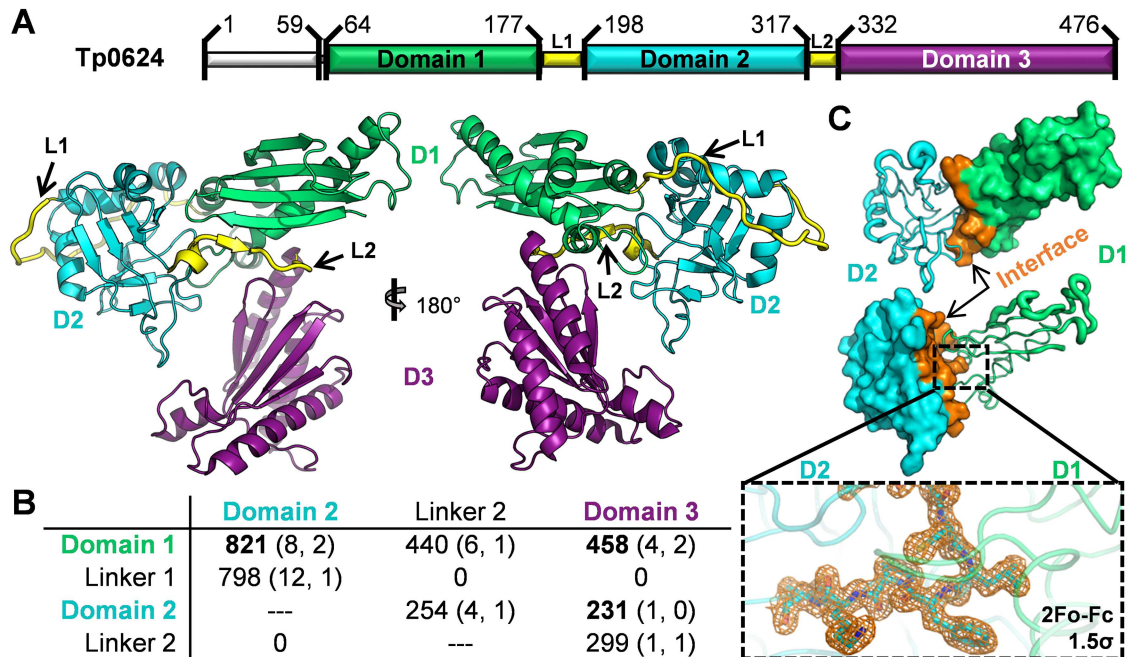 A
1 59 64 177 198 317 332 476
L1 L2
Tp0624 Domain 1 Domain 2 Domain 3
L1
D1
L2
D2
D3
180°
L1
L2
D2
C
D2
D1
Interface
D2 D1
2Fo-Fc
1.5σ
B
Domain 2 Linker 2 Domain 3
Domain 1 821 (8, 2) 440 (6, 1) 458 (4, 2)
Linker 1 798 (12, 1) 0 0
Domain 2 --- 254 (4, 1) 231 (1, 0)
Linker 2 0 --- 299 (1, 1)